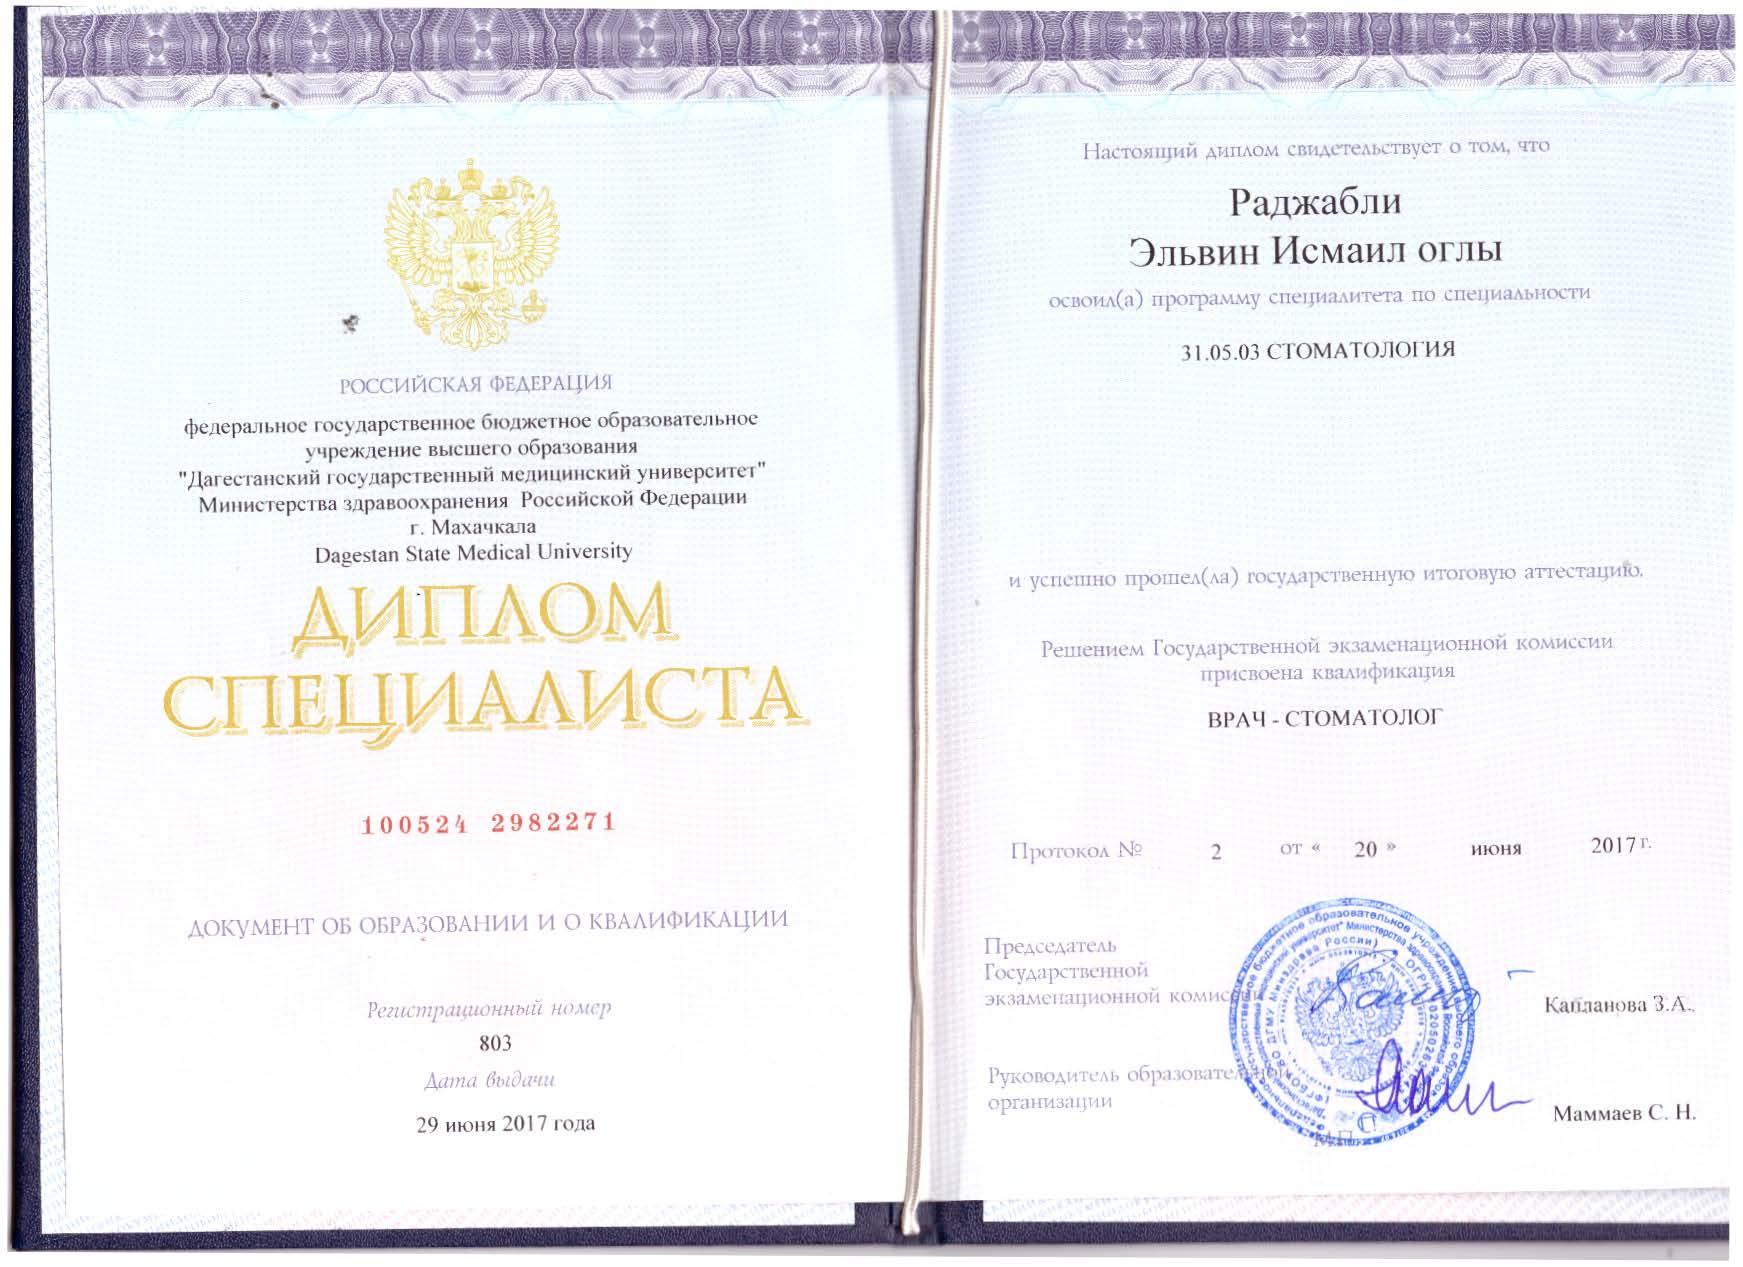 РОССИЙСКАЯ ФЕДЕРАЦИЯ
федеральное государственное бюджетное образовательное
учреждение высшего образования
"Дагестанский государственный медицинский университет"
Министерства здравоохранения Российской Федерации
г. Махачкала
Dagestan State Medical University
ДИПЛОМ
СПЕЦИАЛИСТА
100524 2982271
ДОКУМЕНТ ОБ ОБРАЗОВАНИИ И О КВАЛИФИКАЦИИ
Регистрационный номер
803
Дата выдачи
29 июня 2017 года
Настоящий диплом свидетельствует о том, что
Раджабли
Эльвин Исмаил оглы
освоил(а) программу специалитета по специальности
31.05.03 СТОМАТОЛОГИЯ
и успешно прошел(ла) государственную итоговую аттестацию.
Решением Государственной экзаменационной комиссии
присвоена квалификация
ВРАЧ - СТОМАТОЛОГ
Протокол № 2 от « 20 » июня 2017 г.
Председатель
Государственной
экзаменационной комиссии
Капланова З.А.
Руководитель образовательной
организации
Маммаев С. Н.
М.П.